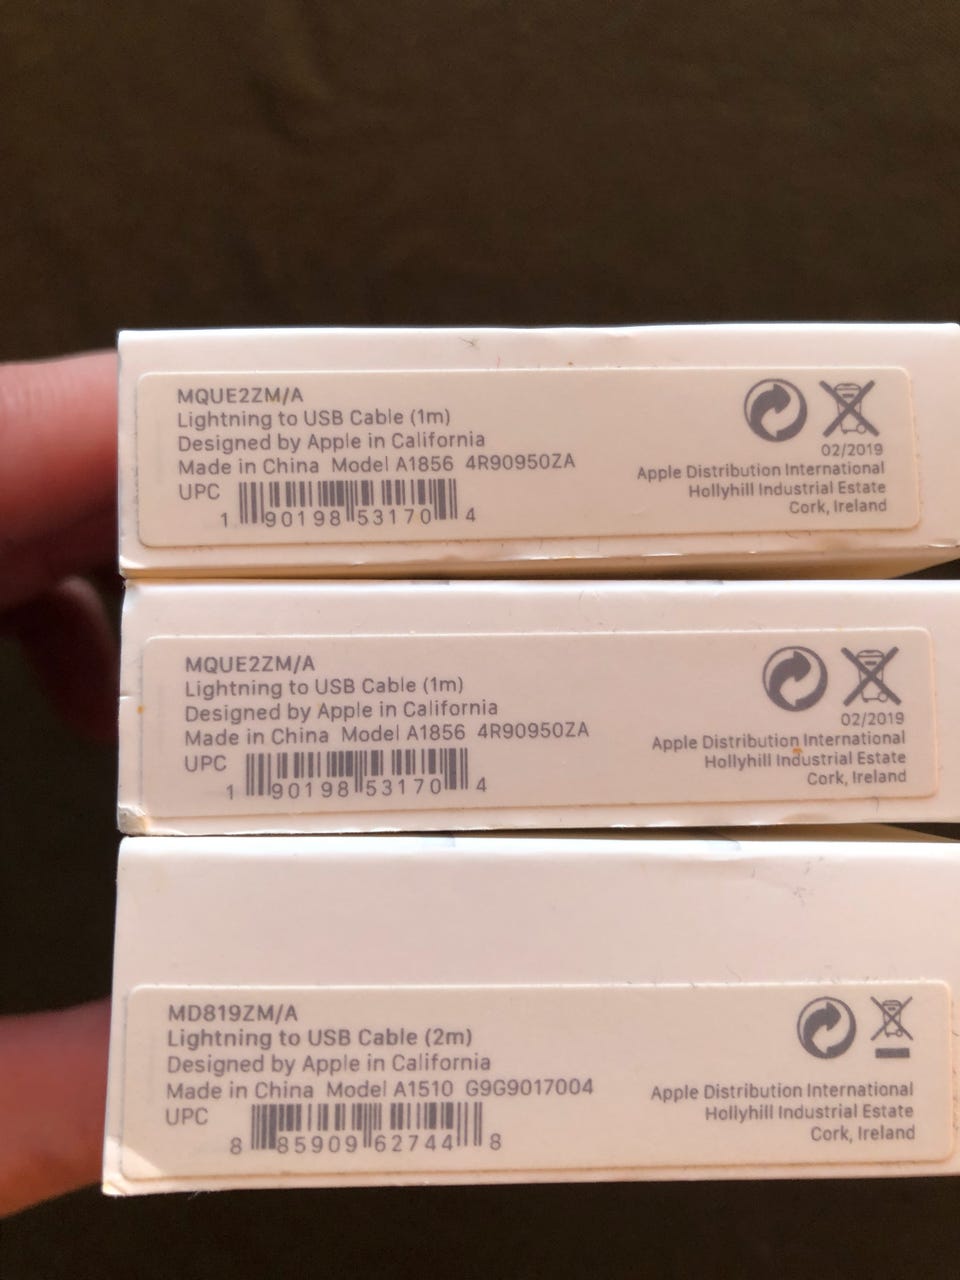 MQUE2ZM/A
Lightning to USB Cable (1m)
Designed by Apple in California
Made in China Model A1856 4R90950ZA
UPC
1 90198 53170 4
02/2019
Apple Distribution International
Hollyhill Industrial Estate
Cork, Ireland
MQUE2ZM/A
Lightning to USB Cable (1m)
Designed by Apple in California
Made in China Model A1856 4R90950ZA
UPC
1 90198 53170 4
02/2019
Apple Distribution International
Hollyhill Industrial Estate
Cork, Ireland
MD819ZM/A
Lightning to USB Cable (2m)
Designed by Apple in California
Made in China Model A1510 G9G9017004
UPC
8 85909 62744 8
Apple Distribution International
Hollyhill Industrial Estate
Cork, Ireland